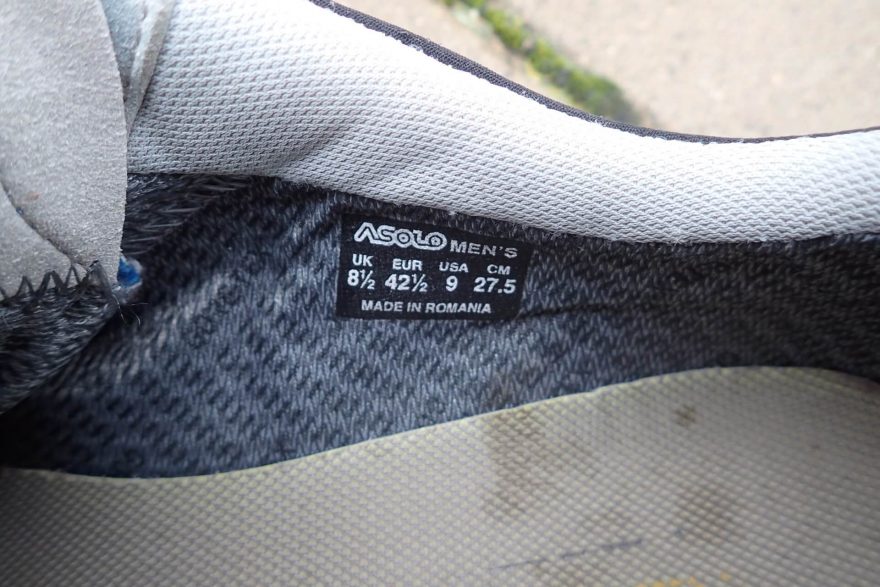 ASOLO MEN'S
UK EUR USA CM
8½ 42½ 9 27.5
MADE IN ROMANIA